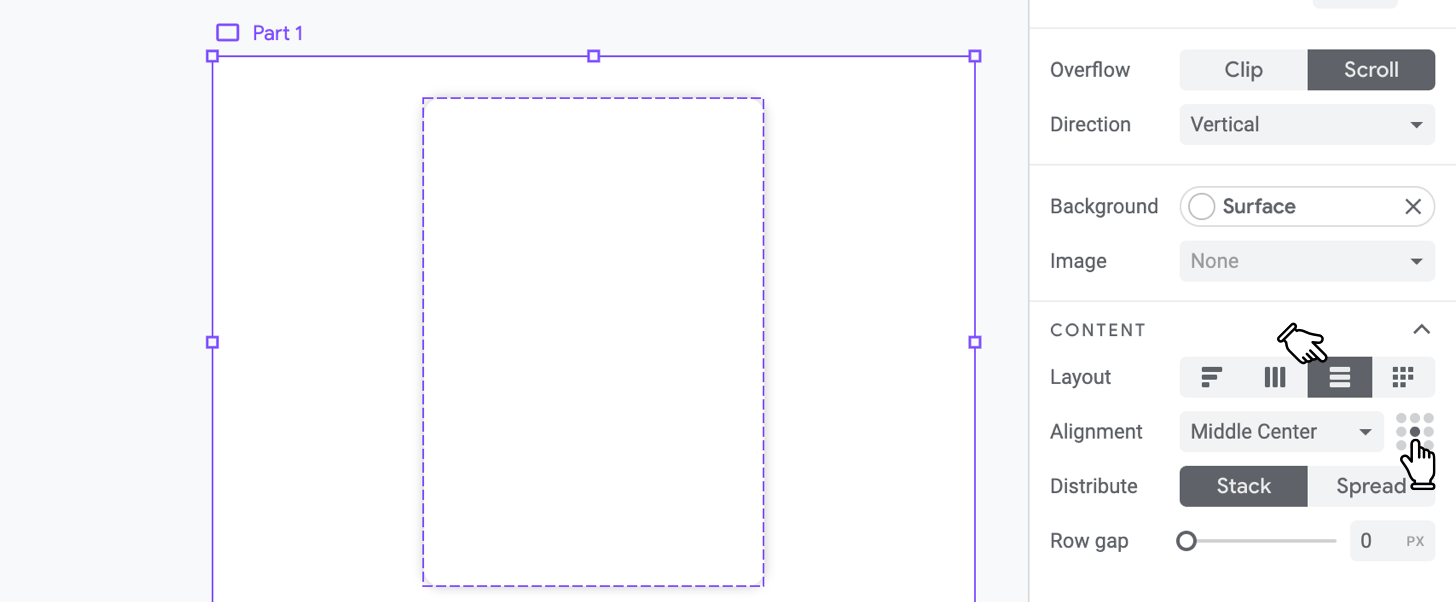 Part 1
Overflow Clip Scroll
Direction Vertical
Background Surface
Image None
CONTENT
Layout
Alignment Middle Center
Distribute Stack Spread
Row gap 0 PX